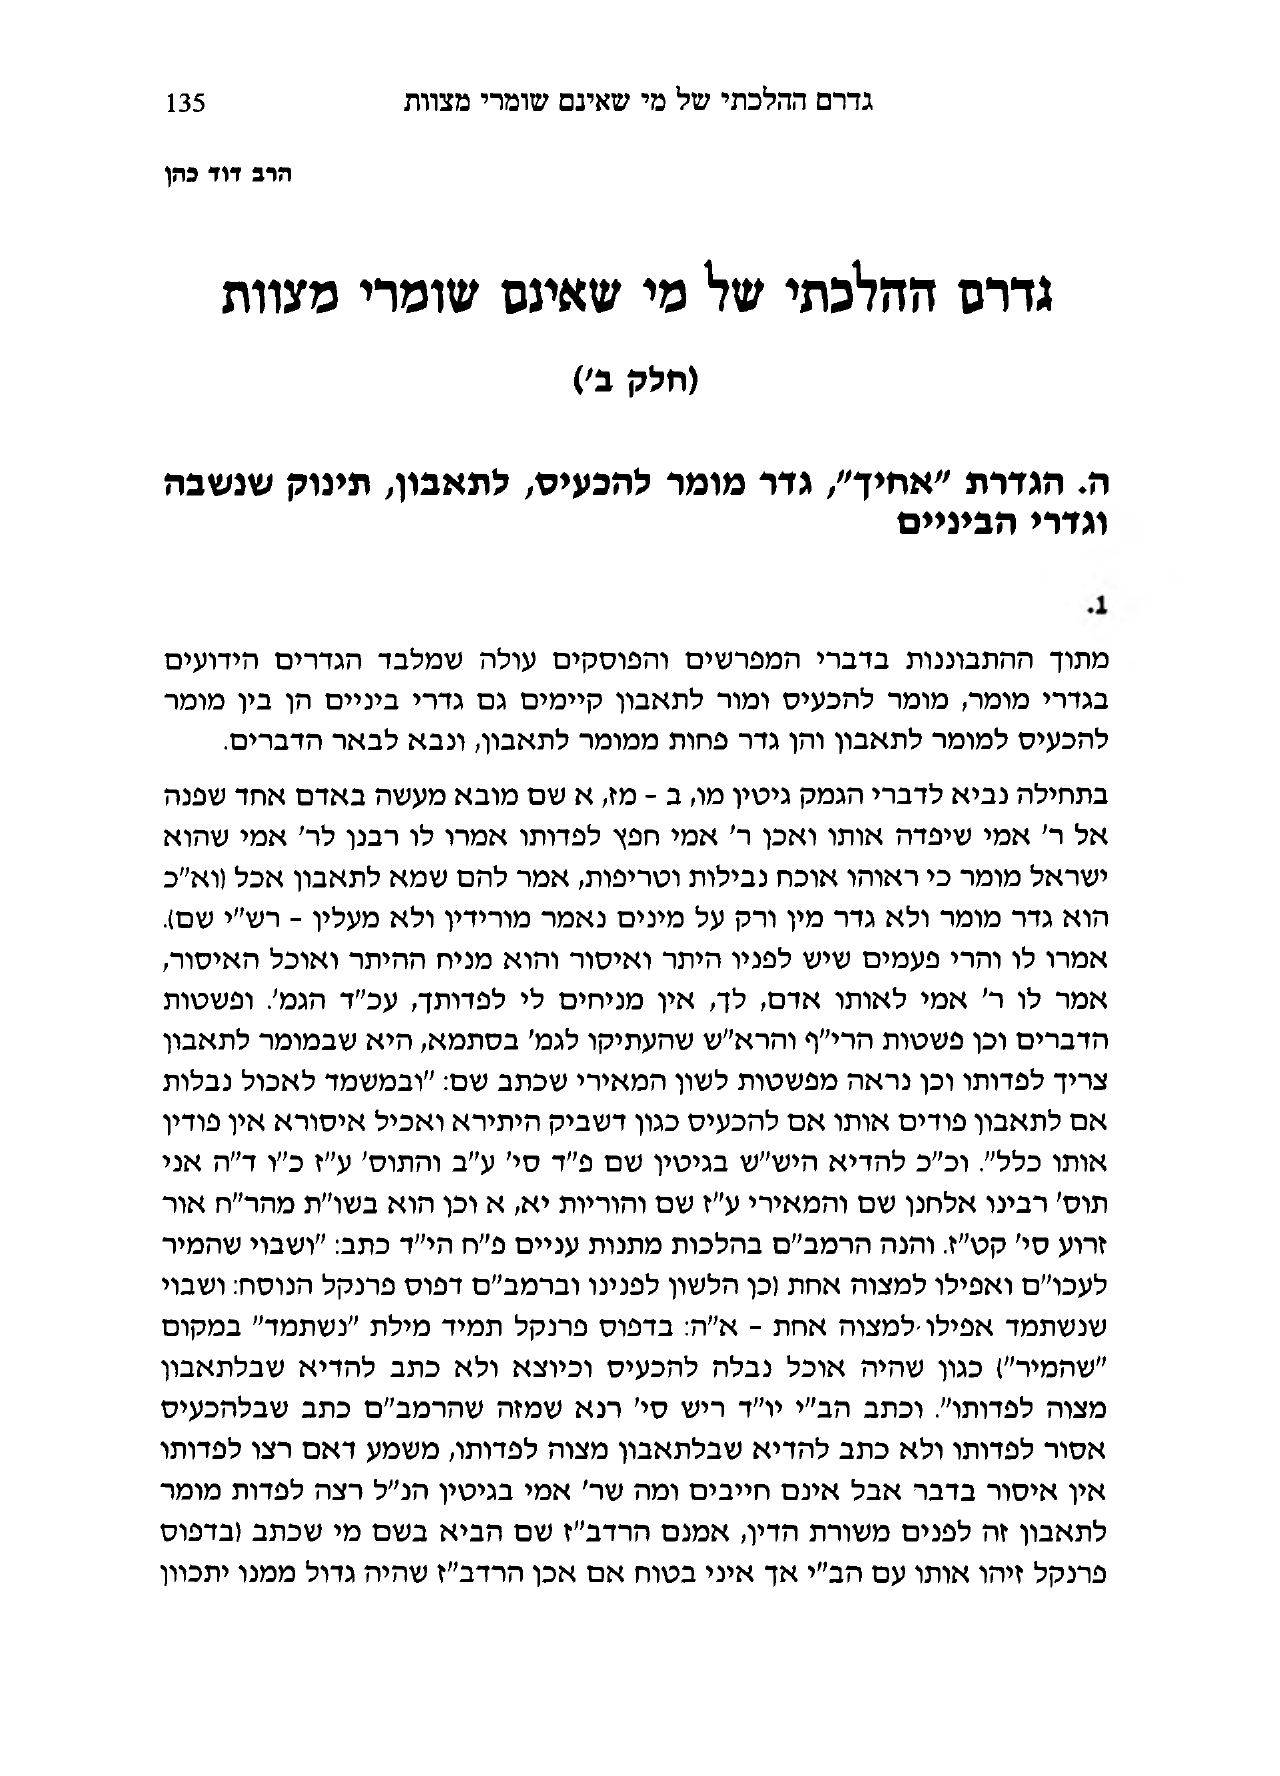 גדרם ההלכתי של מי שאינם שומרי מצוות 135
הרב דוד כהן
גדרם ההלכתי של מי שאינם שומרי מצוות
(חלק ב')
ה. הגדרת "אחיך", גדר מומר להכעיס, לתאבון, תינוק שנשבה
וגדרי הביניים
1.
מתוך ההתבוננות בדברי המפרשים והפוסקים עולה שמלבד הגדרים הידועים
בגדרי מומר, מומר להכעיס ומור לתאבון קיימים גם גדרי ביניים הן בין מומר
להכעיס למומר לתאבון והן גדר פחות ממומר לתאבון, ונבא לבאר הדברים.
בתחילה נביא לדברי הגמק גיטין מו, ב - מז, א שם מובא מעשה באדם אחד שפנה
אל ר' אמי שיפדה אותו ואכן ר' אמי חפץ לפדותו אמרו לו רבנן לר' אמי שהוא
ישראל מומר כי ראוהו אוכח נבילות וטריפות, אמר להם שמא לתאבון אכל (וא"כ
הוא גדר מומר ולא גדר מין ורק על מינים נאמר מורידין ולא מעלין - רש"י שם).
אמרו לו והרי פעמים שיש לפניו היתר ואיסור והוא מניח ההיתר ואוכל האיסור,
אמר לו ר' אמי לאותו אדם, לך, אין מניחים לי לפדותך, עכ"ד הגמ'. ופשטות
הדברים וכן פשטות הרי"ף והרא"ש שהעתיקו לגמ' בסתמא, היא שבמומר לתאבון
צריך לפדותו וכן נראה מפשטות לשון המאירי שכתב שם: "ובמשמד לאכול נבלות
אם לתאבון פודים אותו אם להכעיס כגון דשביק היתירא ואכיל איסורא אין פודין
אותו כלל". וכ"כ להדיא היש"ש בגיטין שם פ"ד סי' ע"ב והתוס' ע"ז כ"ו ד"ה אני
תוס' רבינו אלחנן שם והמאירי ע"ז שם והוריות יא, א וכן הוא בשו"ת מהר"ח אור
זרוע סי' קט"ז. והנה הרמב"ם בהלכות מתנות עניים פ"ח הי"ד כתב: "ושבוי שהמיר
לעכו"ם ואפילו למצוה אחת (כן הלשון לפנינו וברמב"ם דפוס פרנקל הנוסח: ושבוי
שנשתמד אפילו למצוה אחת - א"ה: בדפוס פרנקל תמיד מילת "נשתמד" במקום
"שהמיר") כגון שהיה אוכל נבלה להכעיס וכיוצא ולא כתב להדיא שבלתאבון
מצוה לפדותו". וכתב הב"י יו"ד ריש סי' רנא שמזה שהרמב"ם כתב שבלהכעיס
אסור לפדותו ולא כתב להדיא שבלתאבון מצוה לפדותו, משמע דאם רצו לפדותו
אין איסור בדבר אבל אינם חייבים ומה שר' אמי בגיטין הנ"ל רצה לפדות מומר
לתאבון זה לפנים משורת הדין, אמנם הרדב"ז שם הביא בשם מי שכתב (בדפוס
פרנקל זיהו אותו עם הב"י אך איני בטוח אם אכן הרדב"ז שהיה גדול ממנו יתכוון